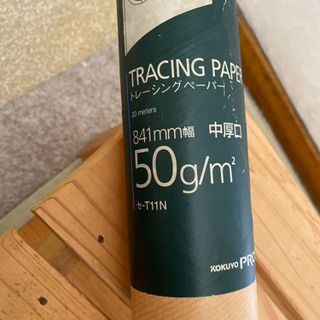 TRACING PAPER
トレーシングペーパー
20 meters
841mm幅 中厚口
50g/m²
セ-T11N
KOKUYO PRO